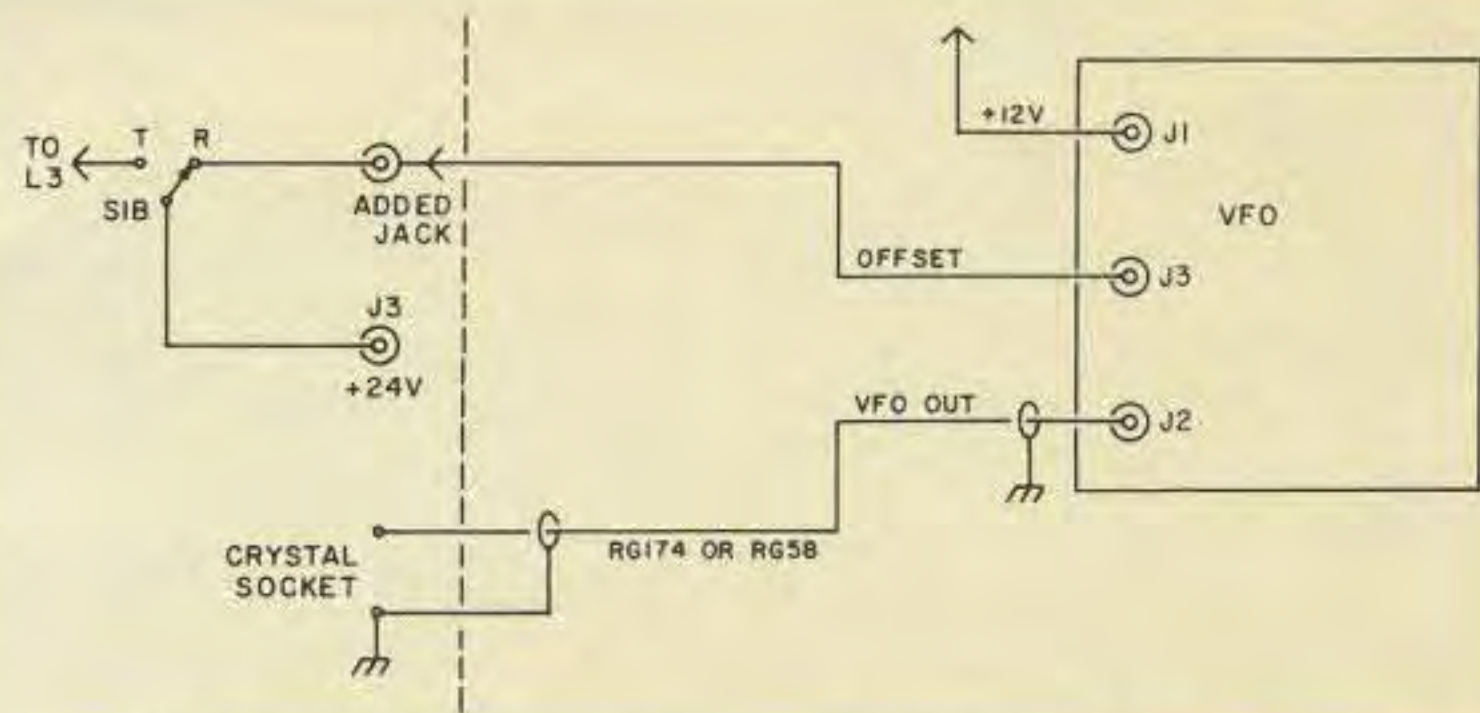 +12V
J1
TO
L3
T
R
S1B
ADDED
JACK
VFO
OFFSET
J3
J3
+24V
VFO OUT
J2
CRYSTAL
SOCKET
RG174 OR RG58